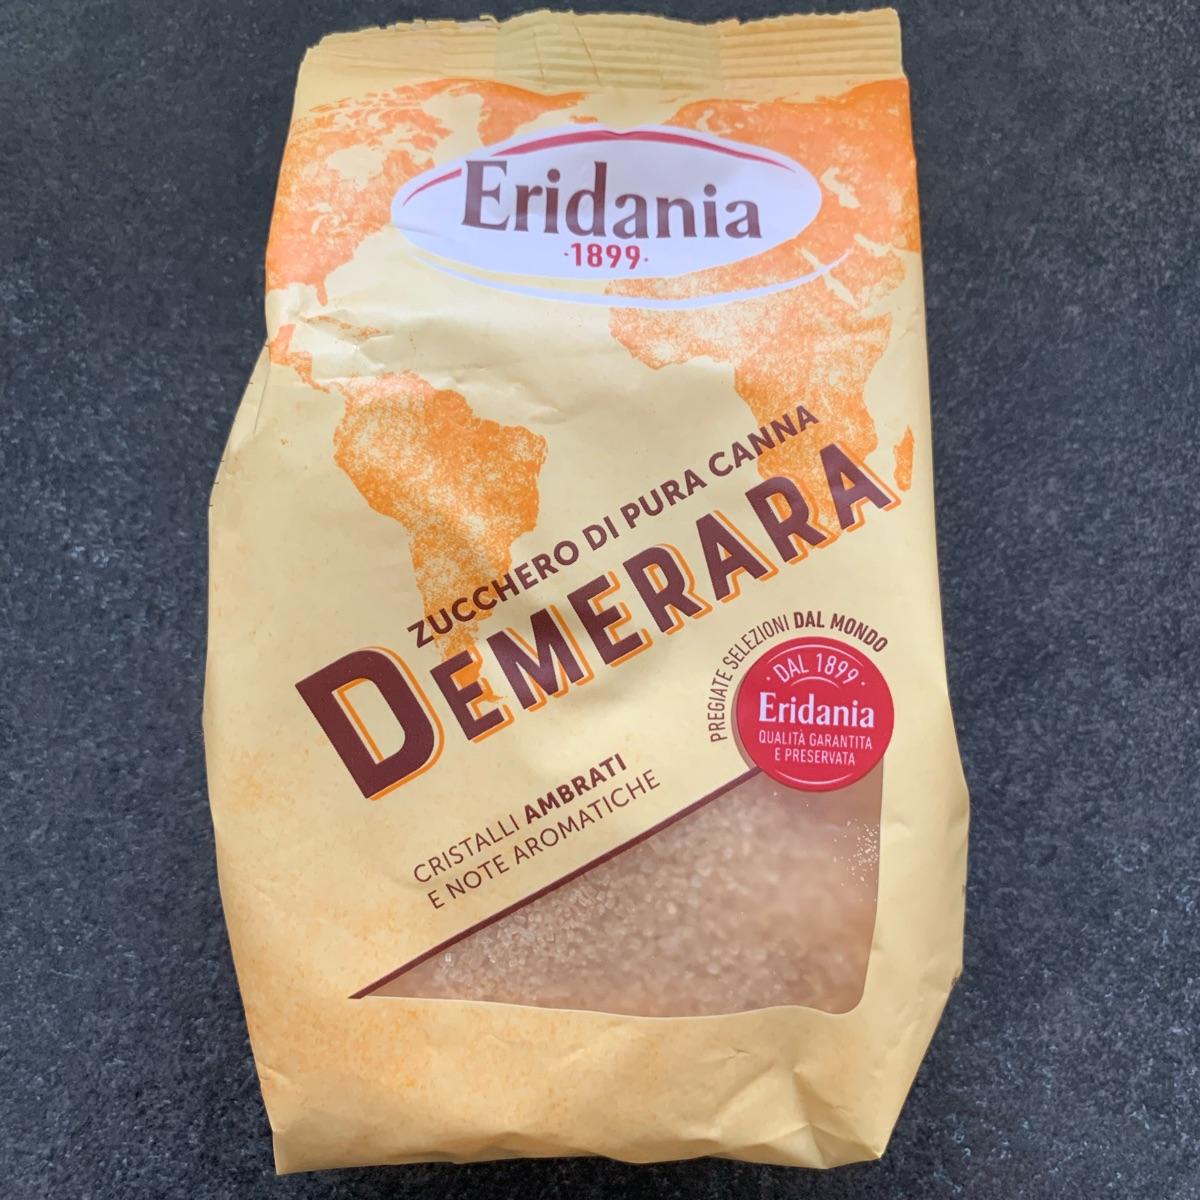 Eridania
·1899·
ZUCCHERO DI PURA CANNA
DEMERARA
PREGIATE SELEZIONI DAL MONDO
· DAL 1899 ·
Eridania
QUALITÀ GARANTITA
E PRESERVATA
CRISTALLI AMBRATI
E NOTE AROMATICHE